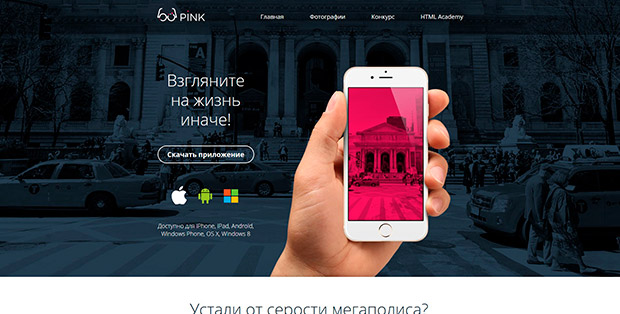 PINK
Главная Фотографии Конкурс HTML Academy
Взгляните
на жизнь
иначе!
Скачать приложение
Доступно для iPhone, iPad, Android,
Windows Phone, OS X, Windows 8
Устали от серости мегаполиса?